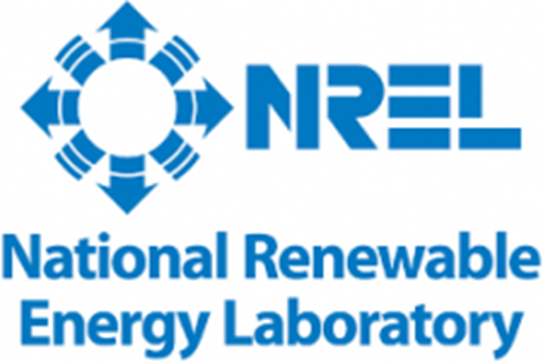 NREL
National Renewable
Energy Laboratory